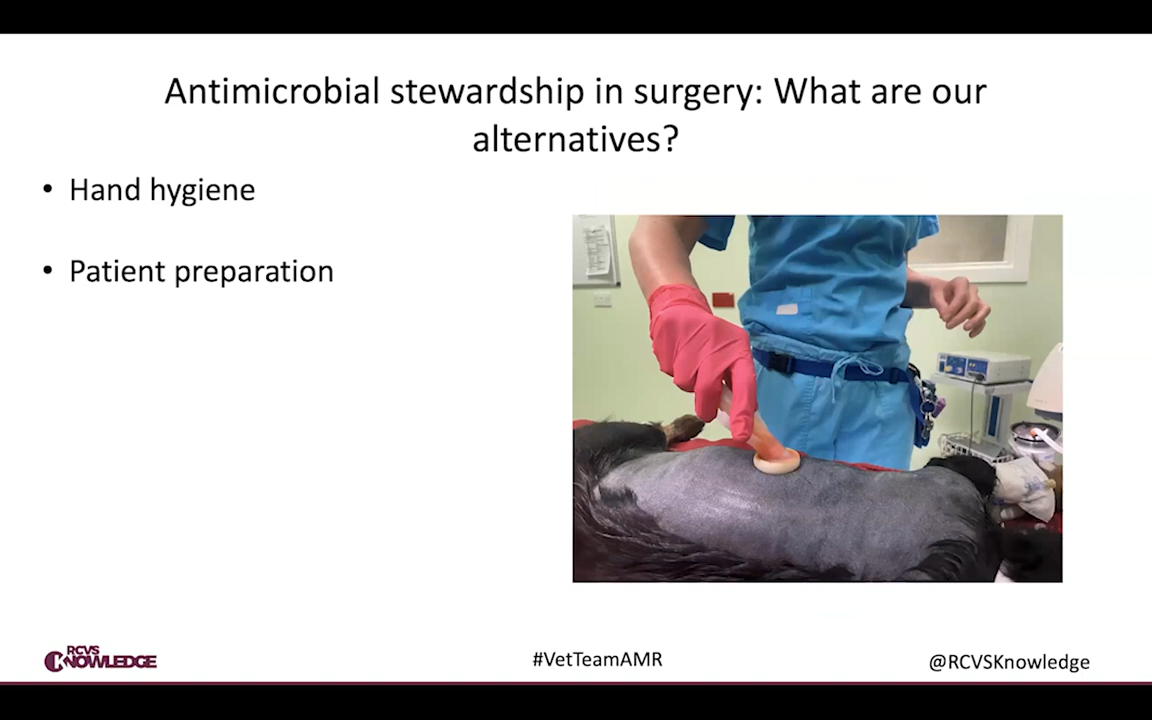 Antimicrobial stewardship in surgery: What are our
alternatives?
• Hand hygiene
• Patient preparation
RCVS
KNOWLEDGE
#VetTeamAMR
@RCVSKnowledge